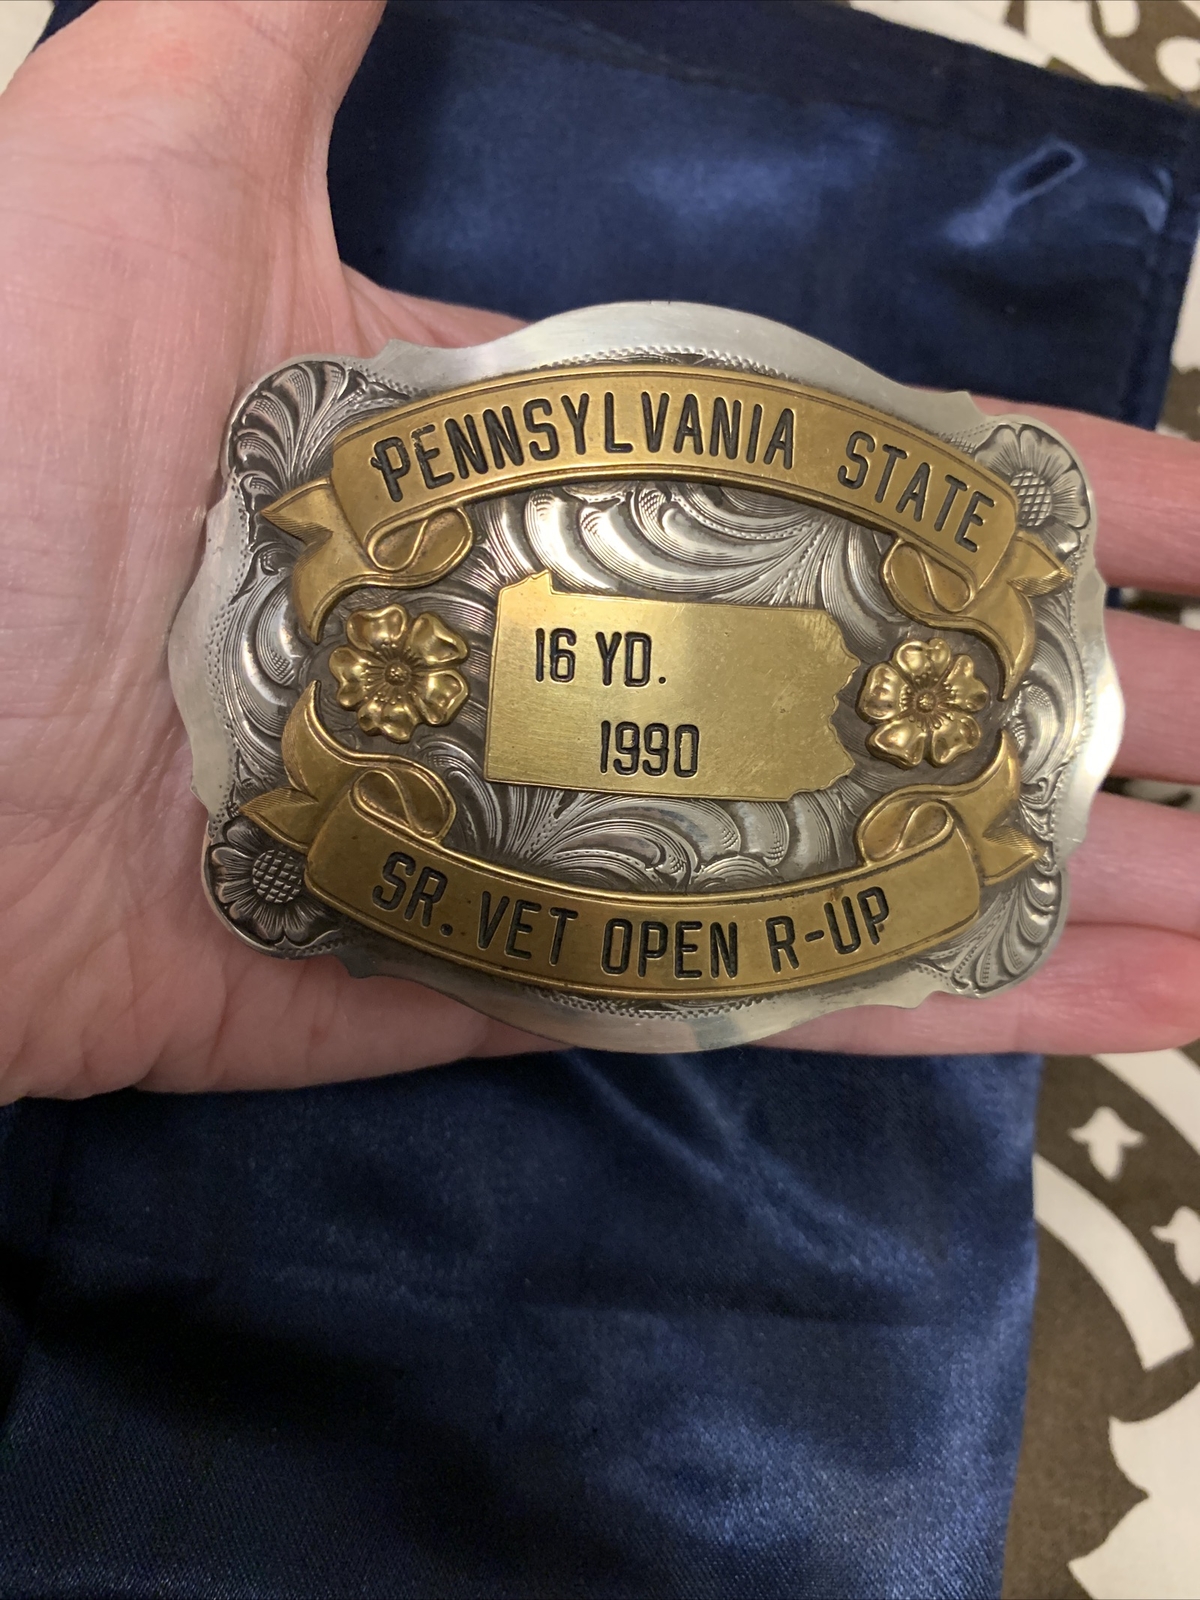 PENNSYLVANIA STATE
16 YD.
1990
SR. VET OPEN R-UP